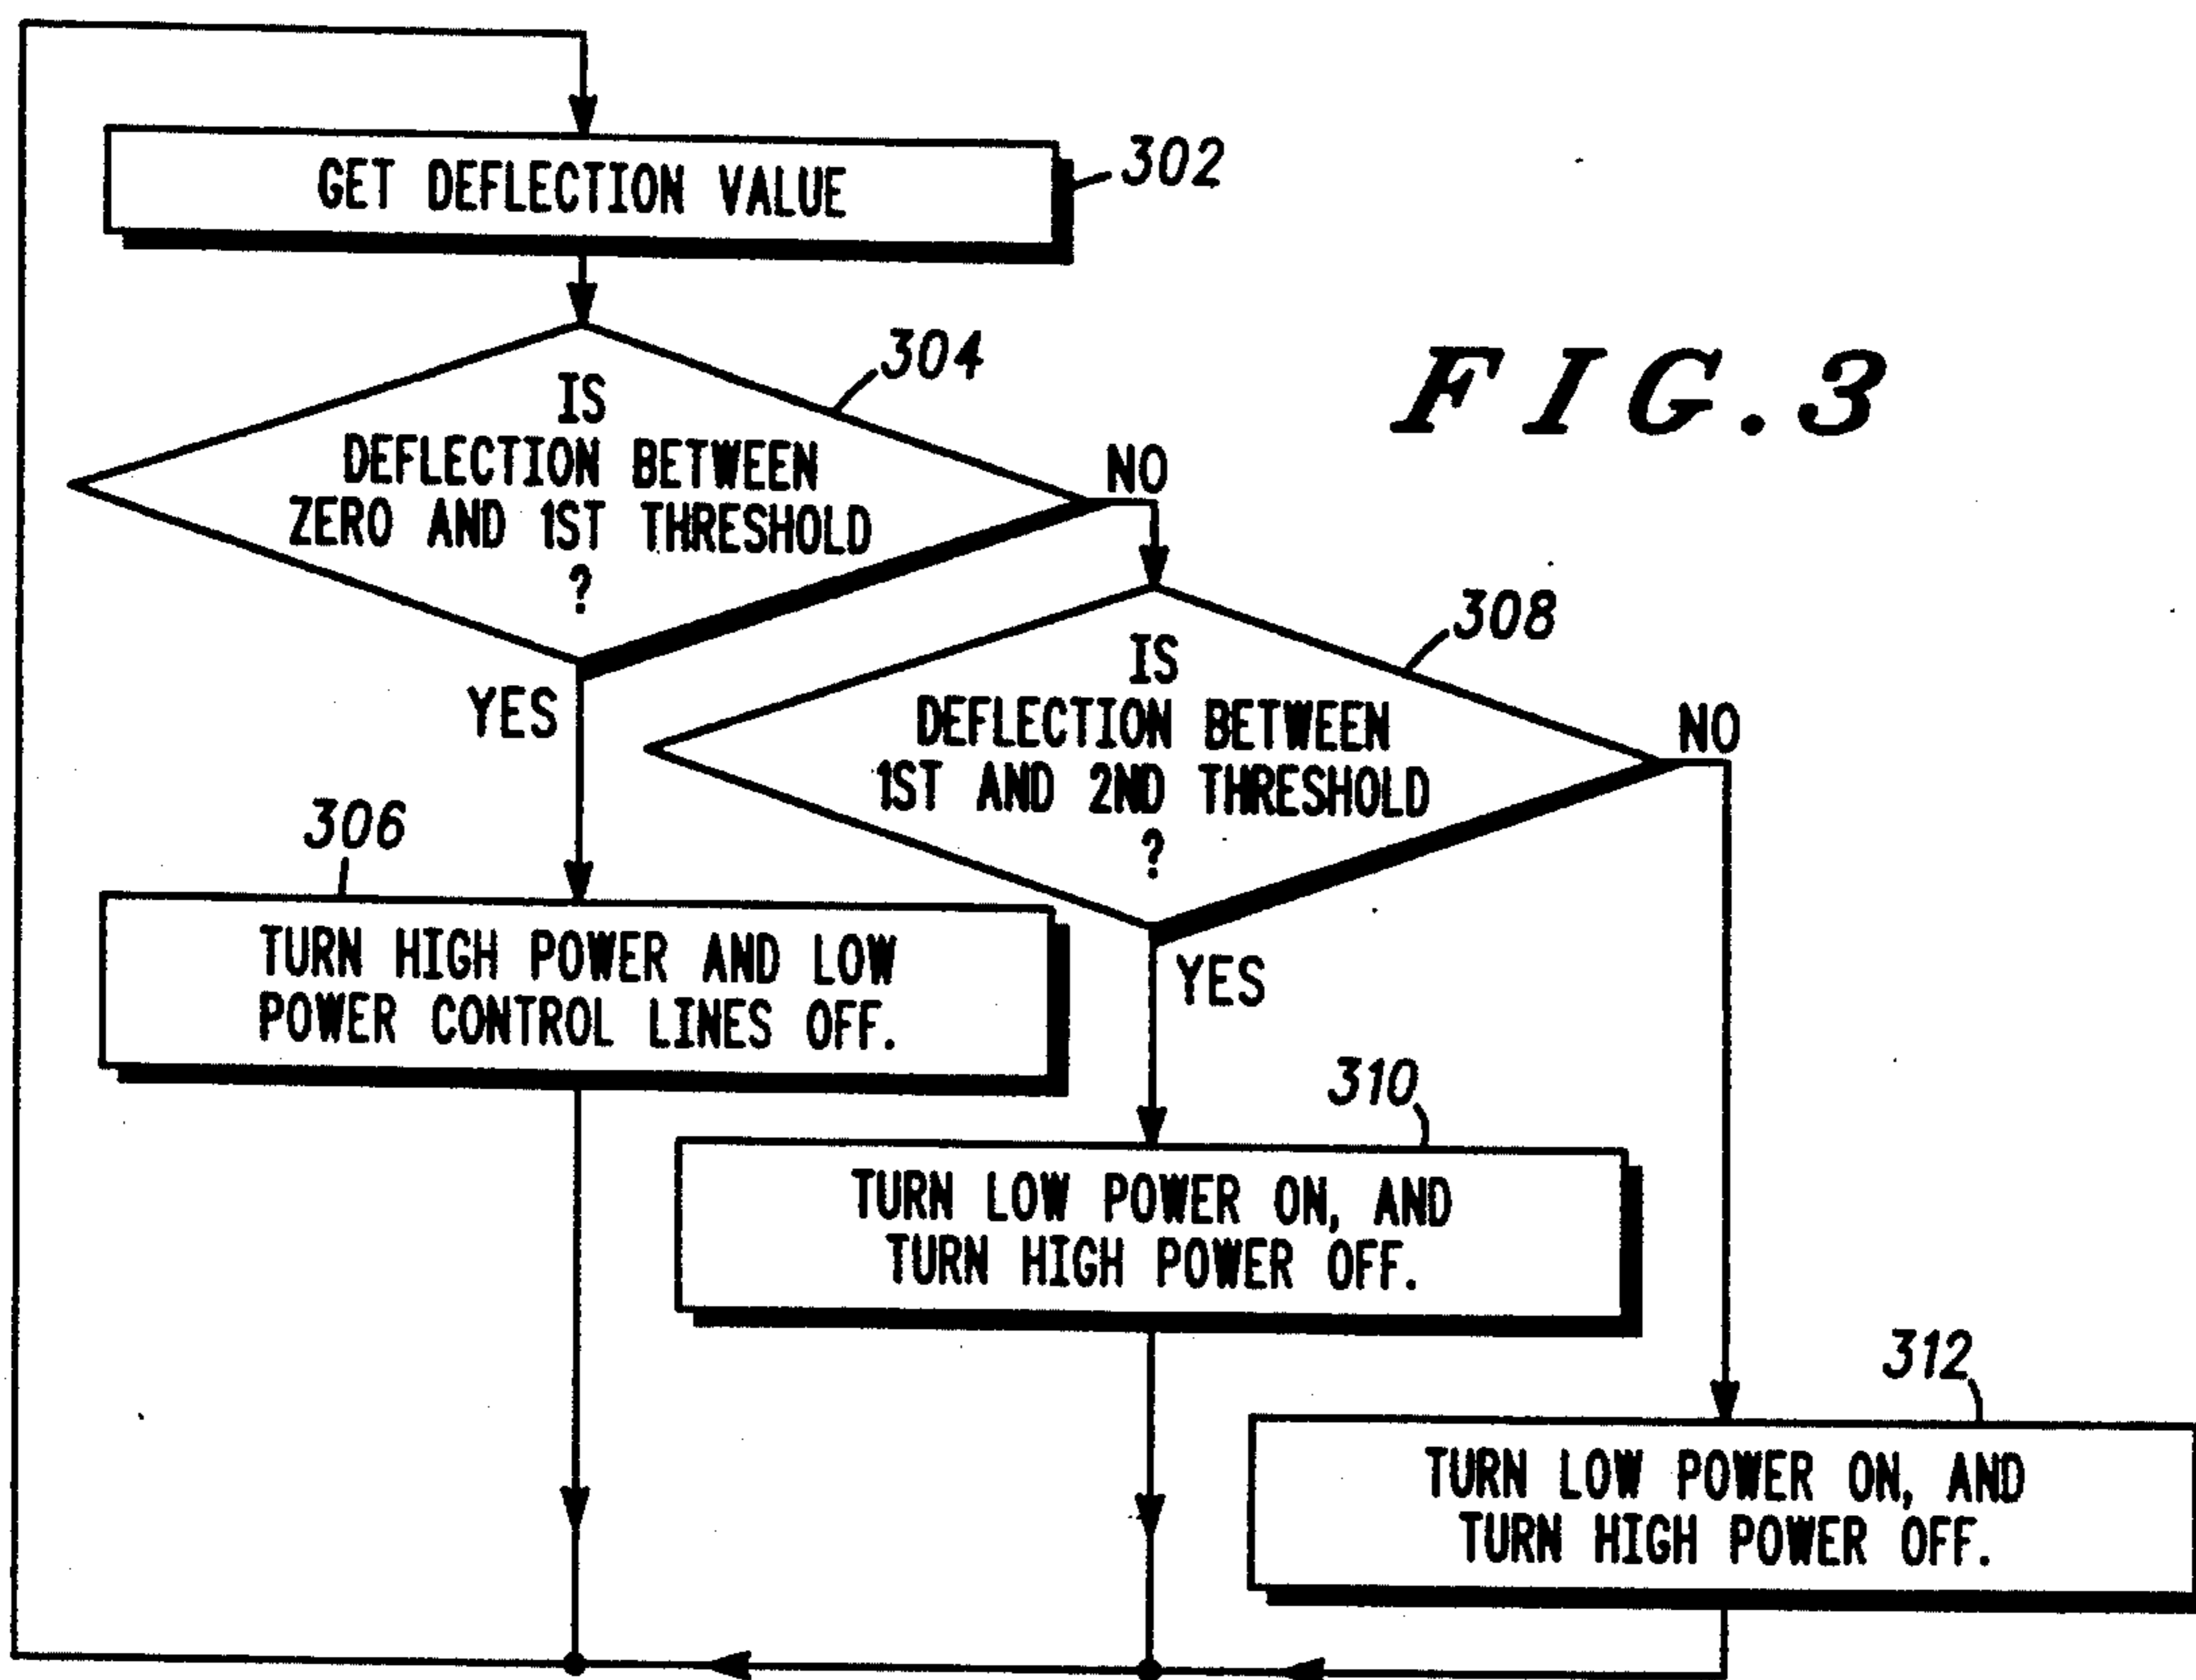 GET DEFLECTION VALUE
302
304
FIG.3
IS
DEFLECTION BETWEEN
ZERO AND 1ST THRESHOLD
?
NO
YES
308
IS
DEFLECTION BETWEEN
1ST AND 2ND THRESHOLD
?
NO
YES
306
TURN HIGH POWER AND LOW
POWER CONTROL LINES OFF.
310
TURN LOW POWER ON, AND
TURN HIGH POWER OFF.
312
TURN LOW POWER ON, AND
TURN HIGH POWER OFF.